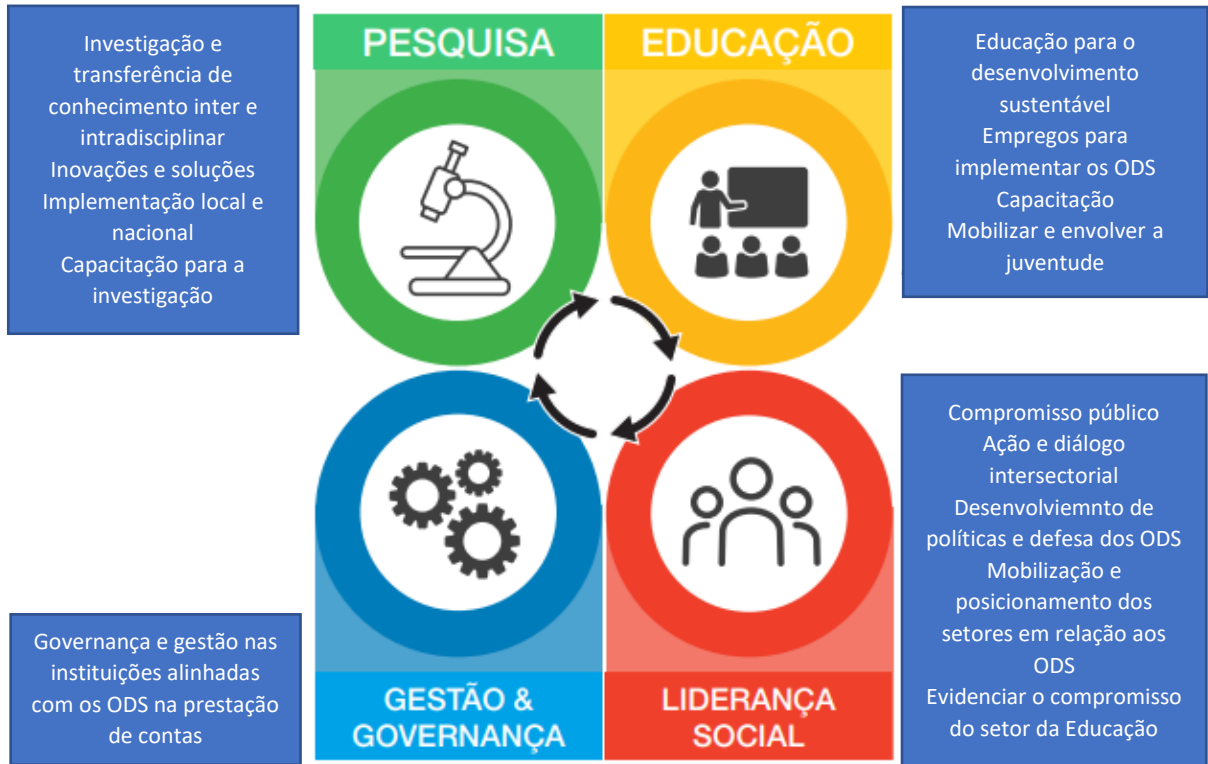 Investigação e
transferência de
conhecimento inter e
intradisciplinar
Inovações e soluções
Implementação local e
nacional
Capacitação para a
investigação
PESQUISA
EDUCAÇÃO
Educação para o
desenvolvimento
sustentável
Empregos para
implementar os ODS
Capacitação
Mobilizar e envolver a
juventude
Governança e gestão nas
instituições alinhadas
com os ODS na prestação
de contas
GESTÃO &
GOVERNANÇA
LIDERANÇA
SOCIAL
Compromisso público
Ação e diálogo
intersectorial
Desenvolviemnto de
políticas e defesa dos ODS
Mobilização e
posicionamento dos
setores em relação aos
ODS
Evidenciar o compromisso
do setor da Educação